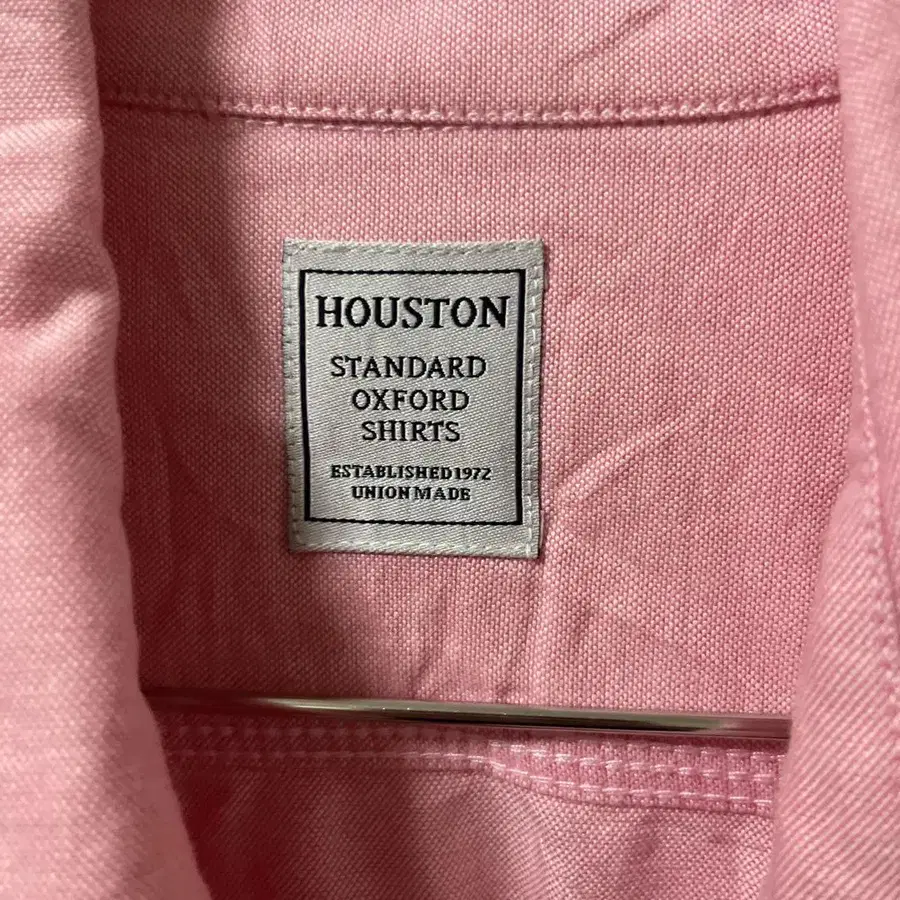 HOUSTON
STANDARD
OXFORD
SHIRTS
ESTABLISHED 1972
UNION MADE